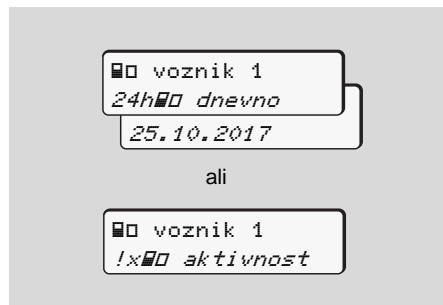 voznik 1
24h dnevno
25.10.2017
ali
voznik 1
!x aktivnost